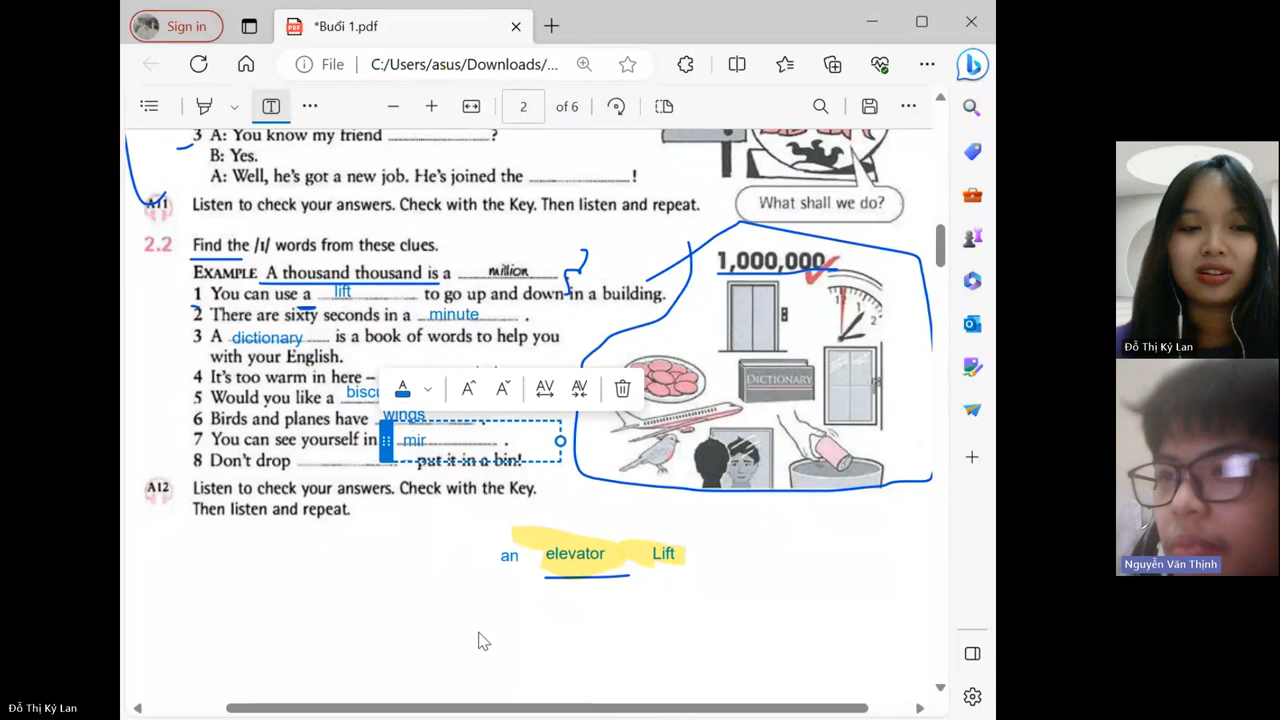 Sign in
*Buổi 1.pdf
File
C:/Users/asus/Downloads/...
2
of 6
3 A: You know my friend ?
B: Yes.
A: Well, he's got a new job. He's joined the !
What shall we do?
A11 Listen to check your answers. Check with the Key. Then listen and repeat.
2.2 Find the /ɪ/ words from these clues.
EXAMPLE A thousand thousand is a million
1 You can use a lift to go up and down in a building.
2 There are sixty seconds in a minute .
3 A dictionary is a book of words to help you
with your English.
4 It's too warm in here –
5 Would you like a biscu
6 Birds and planes have wings .
7 You can see yourself in mir .
8 Don't drop put it in a bin!
1,000,000
12
1
2
DICTIONARY
A12 Listen to check your answers. Check with the Key.
Then listen and repeat.
an elevator Lift
Đỗ Thị Kỷ Lan
Nguyễn Văn Thịnh
Đỗ Thị Kỷ Lan